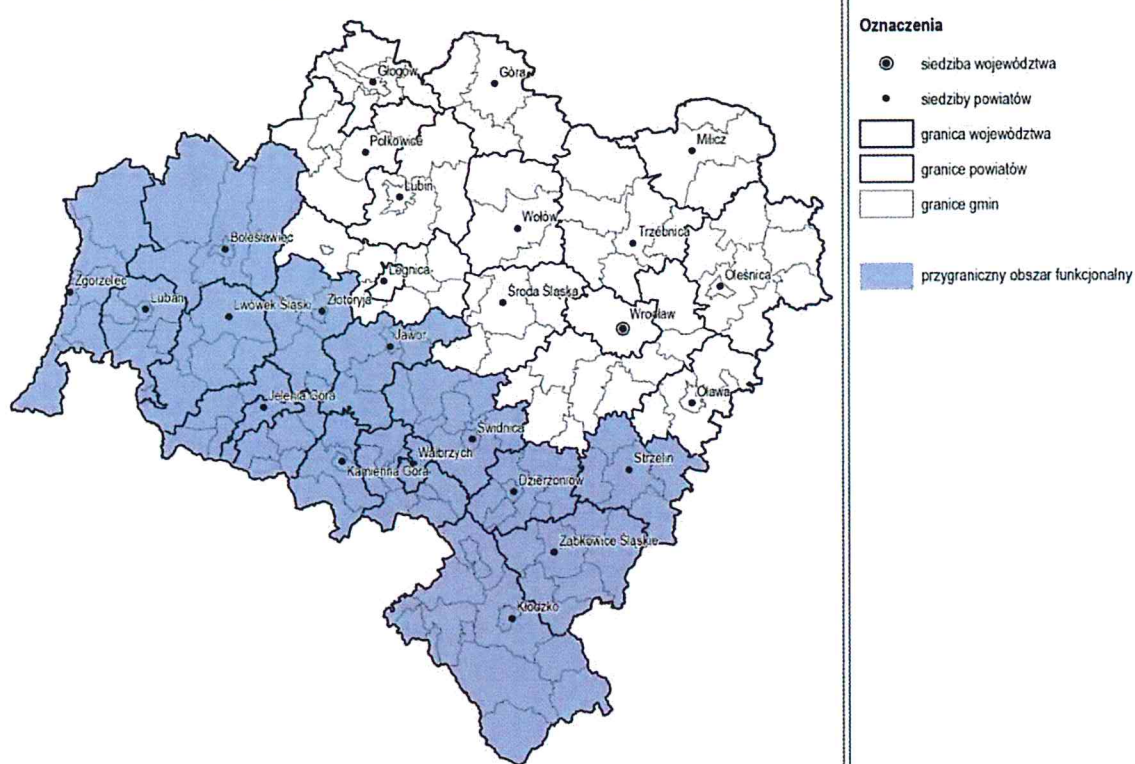 Głogów
Góra
Polkowice
Milicz
Lubin
Wołów
Trzebnica
Bolesławiec
Legnica
Oleśnica
Zgorzelec
Lubań
Lwówek Śląski
Złotoryja
Środa Śląska
Wrosław
Jawor
Jelenia Góra
Oława
Świdnica
Wałbrzych
Kamienna Góra
Strzelin
Dzierżoniów
Ząbkowice Śląskie
Kłodzko
Oznaczenia
siedziba województwa
siedziby powiatów
granica województwa
granice powiatów
granice gmin
przygraniczny obszar funkcjonalny